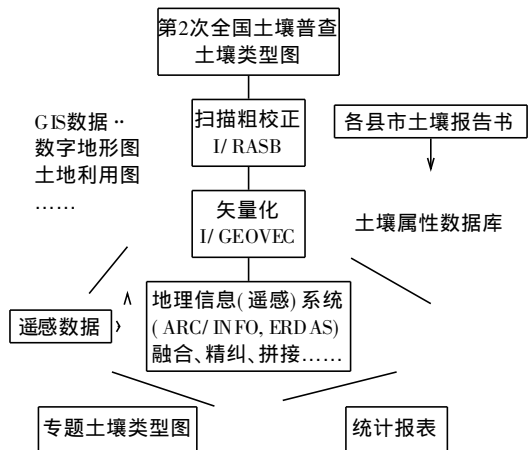 第2次全国土壤普查
土壤类型图
GIS数据··
数字地形图
土地利用图
……
扫描粗校正
I/RASB
各县市土壤报告书
矢量化
I/GEOVEC
土壤属性数据库
遥感数据
地理信息(遥感)系统
(ARC/INFO, ERDAS)
融合、精纠、拼接……
专题土壤类型图
统计报表